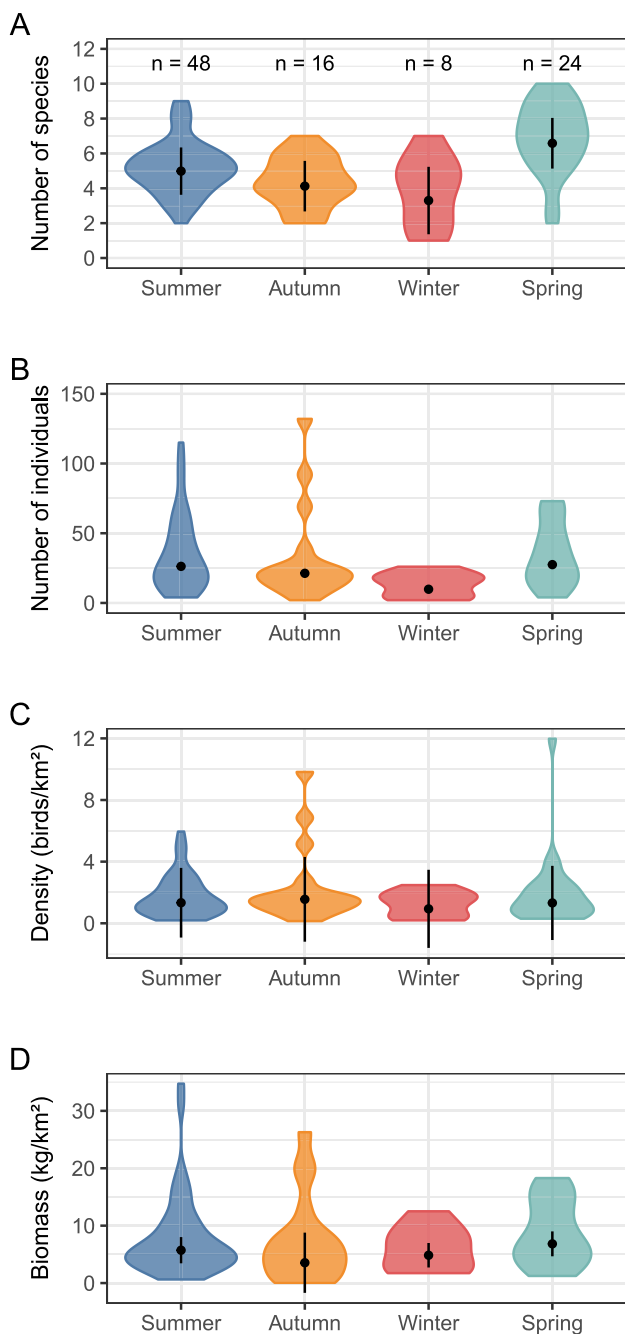 A
Number of species
12
10
8
6
4
2
0
n = 48 n = 16 n = 8 n = 24
Summer Autumn Winter Spring
B
Number of individuals
150
100
50
0
Summer Autumn Winter Spring
C
Density (birds/km²)
12
8
4
0
Summer Autumn Winter Spring
D
Biomass (kg/km²)
30
20
10
0
Summer Autumn Winter Spring